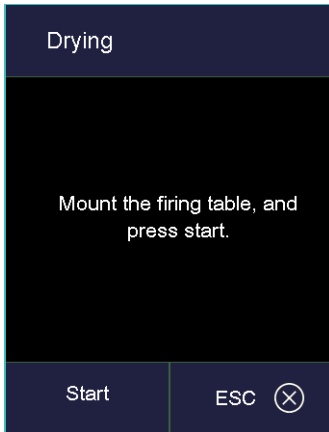 Drying
Mount the firing table, and
press start.
Start
ESC